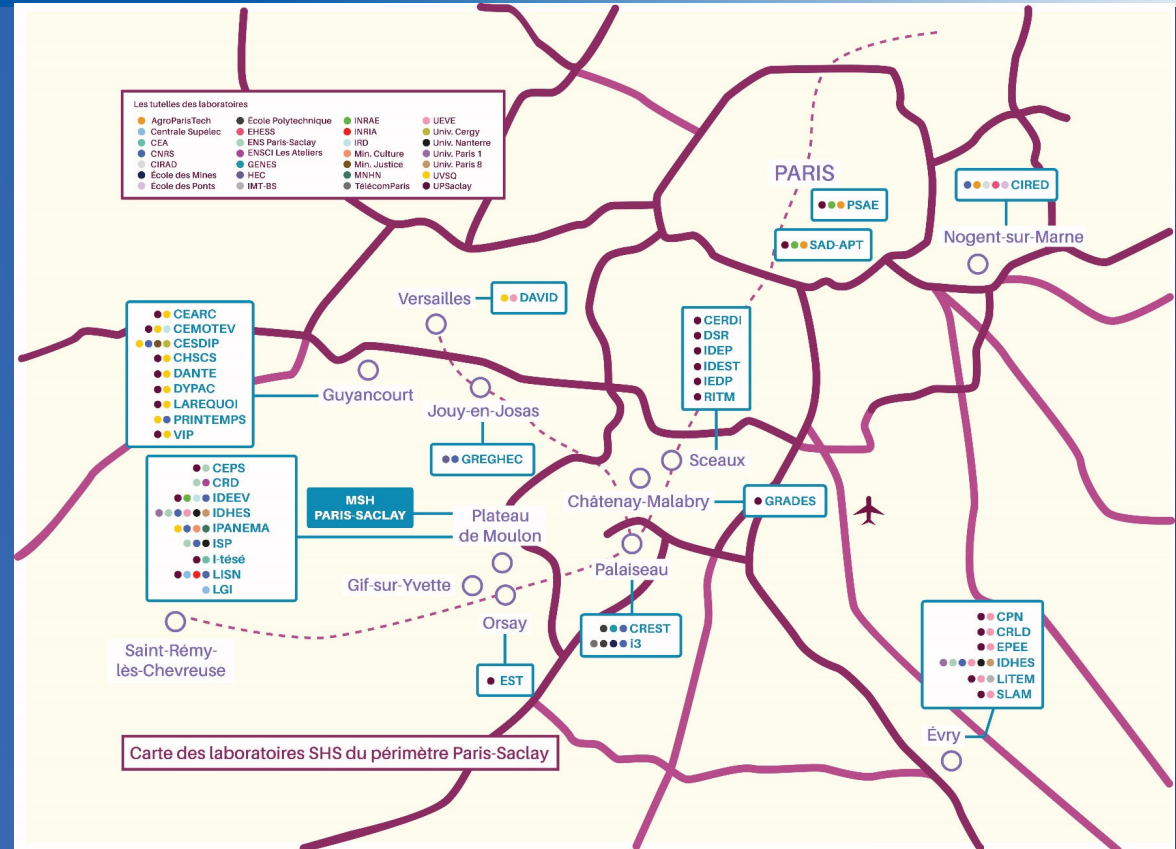 Les tutelles des laboratoires
AgroParisTech
Centrale Supélec
CEA
CNRS
CIRAD
École des Mines
École des Ponts
École Polytechnique
EHESS
ENS Paris-Saclay
ENSCI Les Ateliers
GENES
HEC
IMT-BS
INRAE
INRIA
IRD
Min. Culture
Min. Justice
MNHN
TélécomParis
UEVE
Univ. Cergy
Univ. Nanterre
Univ. Paris 1
Univ. Paris 8
UVSQ
UPSaclay
PARIS
PSAE
SAD-APT
CIRED
Nogent-sur-Marne
Versailles
DAVID
CEARC
CEMOTEV
CESDIP
CHSCS
DANTE
DYPAC
LAREQUOI
PRINTEMPS
VIP
Guyancourt
Jouy-en-Josas
GREGHEC
CERDI
DSR
IDEP
IDEST
IEDP
RITM
Sceaux
Châtenay-Malabry
GRADES
CEPS
CRD
IDEEV
IDHES
IPANEMA
ISP
I-tésé
LISN
LGI
MSH
PARIS-SACLAY
Plateau
de Moulon
Gif-sur-Yvette
Orsay
EST
Palaiseau
CREST
i3
Saint-Rémy-
lès-Chevreuse
CPN
CRLD
EPEE
IDHES
LITEM
SLAM
Évry
Carte des laboratoires SHS du périmètre Paris-Saclay